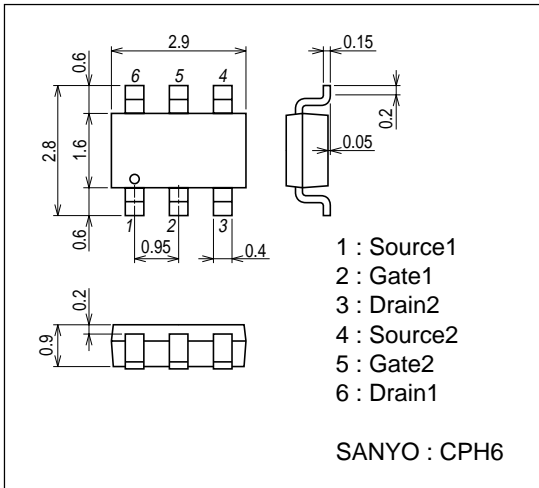 2.9
0.15
0.6
6 5 4
0.2
2.8
1.6
0.05
0.6
1 2 3
0.95
0.4
1 : Source1
2 : Gate1
3 : Drain2
4 : Source2
5 : Gate2
6 : Drain1
0.2
0.9
SANYO : CPH6